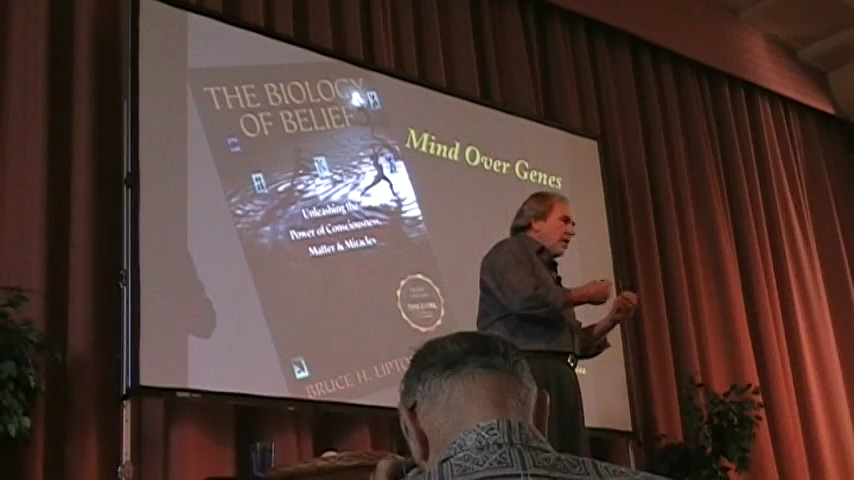 THE BIOLOGY
OF BELIEF
Unleashing the
Power of Consciousness,
Matter & Miracles
BRUCE H. LIPTO
Mind Over Genes